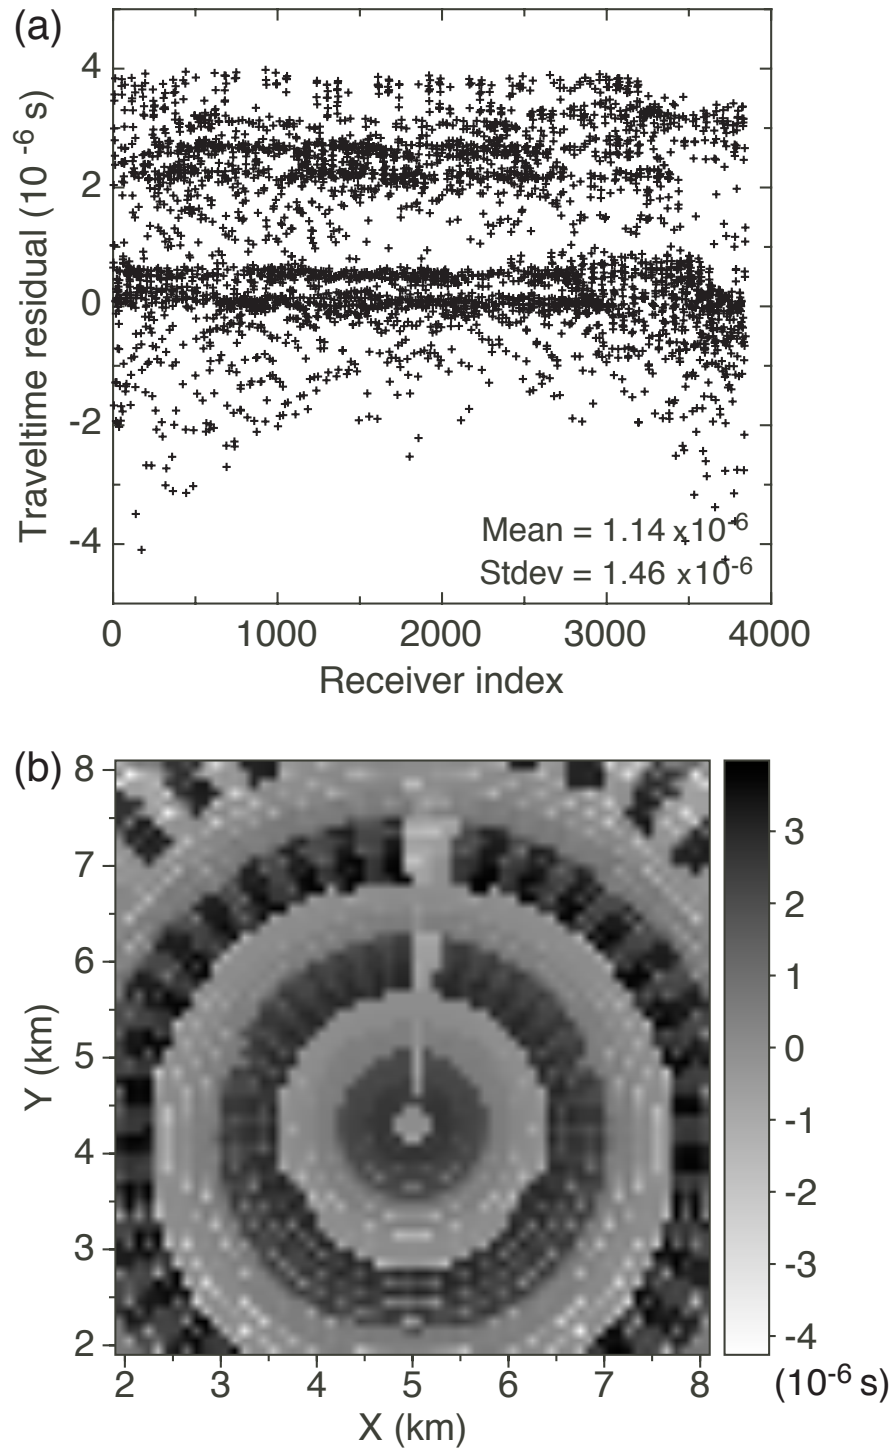 (a)
Traveltime residual (10 -6 s)
4
2
0
-2
-4
Mean = 1.14 x10-6
Stdev = 1.46 x10-6
0 1000 2000 3000 4000
Receiver index
(b)
Y (km)
8
7
6
5
4
3
2
2 3 4 5 6 7 8
X (km)
3
2
1
0
-1
-2
-3
-4
(10-6 s)